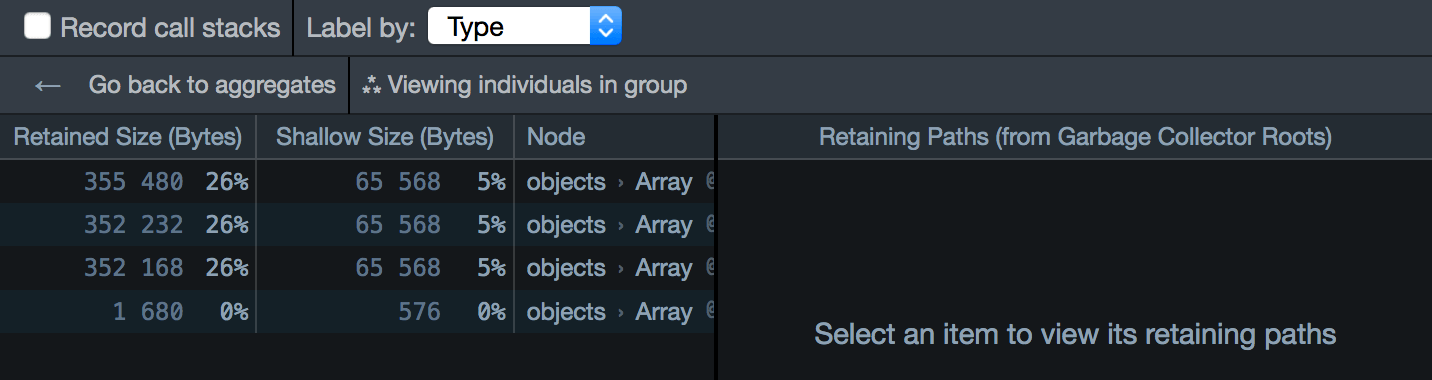 Record call stacks Label by: Type
← Go back to aggregates Viewing individuals in group
Retained Size (Bytes) Shallow Size (Bytes) Node Retaining Paths (from Garbage Collector Roots)
355 480 26% 65 568 5% objects › Array
352 232 26% 65 568 5% objects › Array
352 168 26% 65 568 5% objects › Array
1 680 0% 576 0% objects › Array
Select an item to view its retaining paths